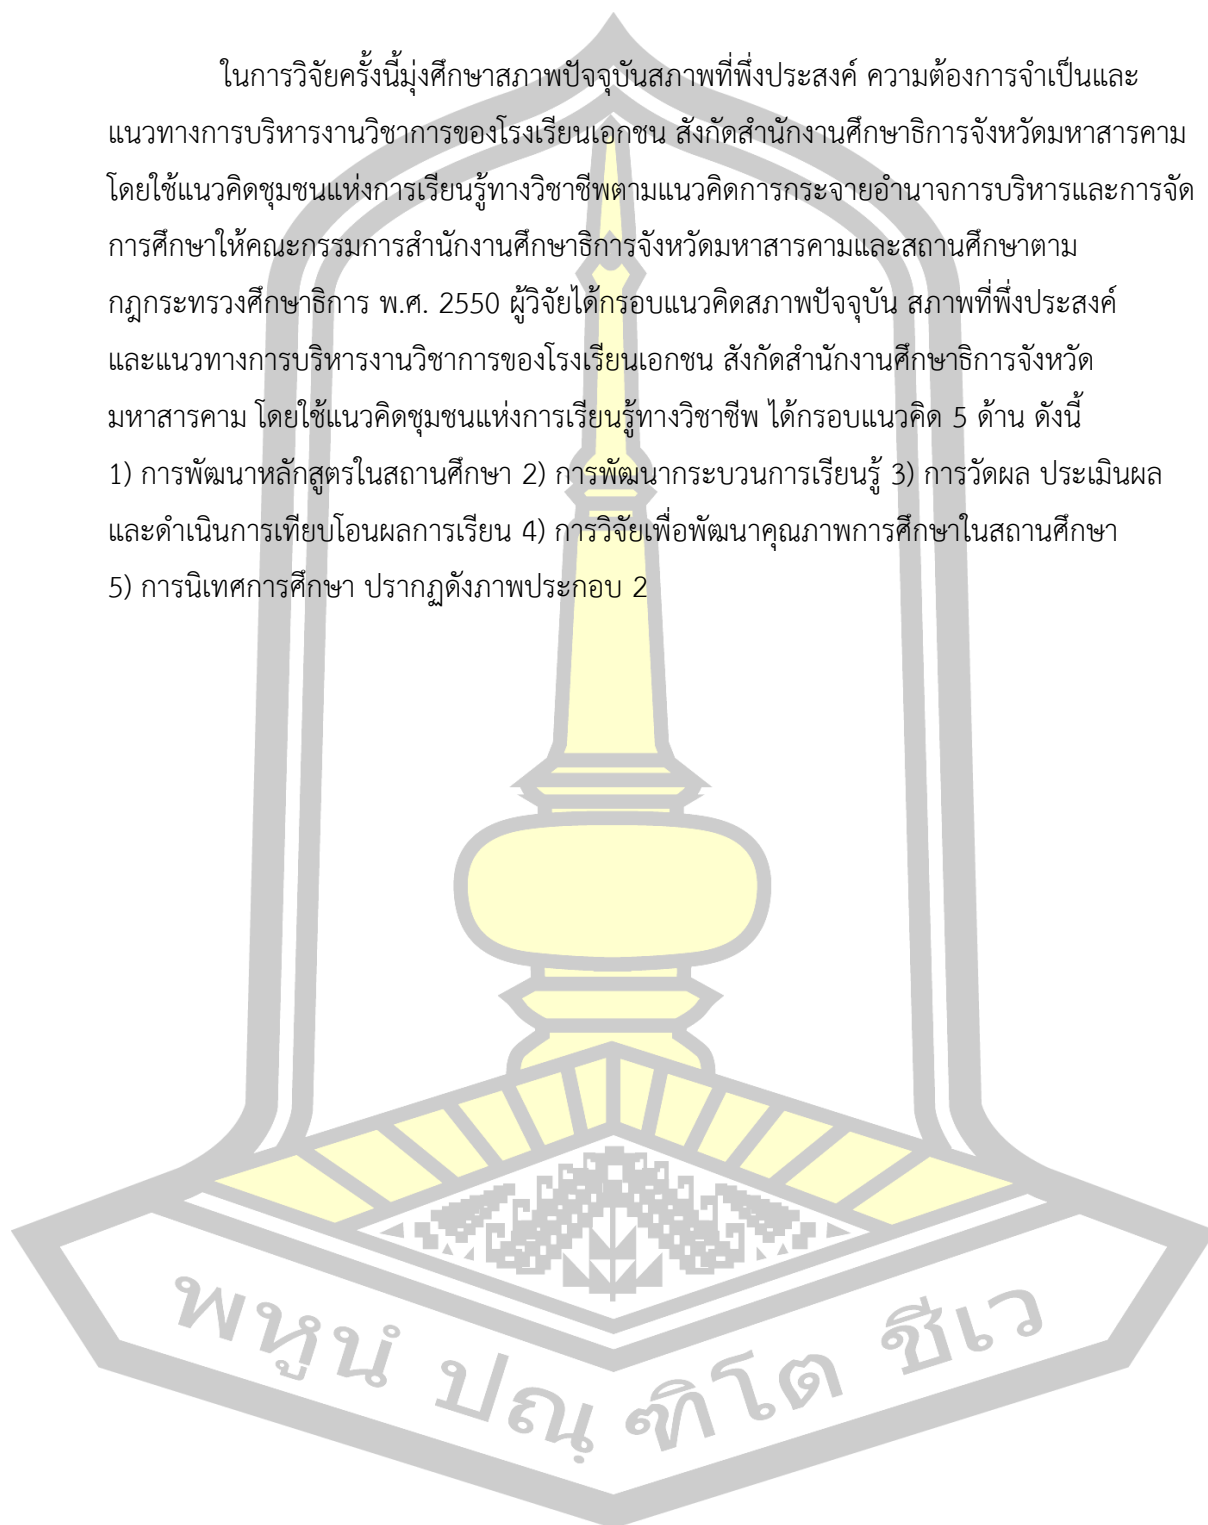 ในการวิจัยครั้งนี้มุ่งศึกษาสภาพปัจจุบันสภาพที่พึ่งประสงค์ ความต้องการจำเป็นและ
แนวทางการบริหารงานวิชาการของโรงเรียนเอกชน สังกัดสำนักงานศึกษาธิการจังหวัดมหาสารคาม
โดยใช้แนวคิดชุมชนแห่งการเรียนรู้ทางวิชาชีพตามแนวคิดการกระจายอำนาจการบริหารและการจัด
การศึกษาให้คณะกรรมการสำนักงานศึกษาธิการจังหวัดมหาสารคามและสถานศึกษาตาม
กฎกระทรวงศึกษาธิการ พ.ศ. 2550 ผู้วิจัยได้กรอบแนวคิดสภาพปัจจุบัน สภาพที่พึ่งประสงค์
และแนวทางการบริหารงานวิชาการของโรงเรียนเอกชน สังกัดสำนักงานศึกษาธิการจังหวัด
มหาสารคาม โดยใช้แนวคิดชุมชนแห่งการเรียนรู้ทางวิชาชีพ ได้กรอบแนวคิด 5 ด้าน ดังนี้
1) การพัฒนาหลักสูตรในสถานศึกษา 2) การพัฒนากระบวนการเรียนรู้ 3) การวัดผล ประเมินผล
และดำเนินการเทียบโอนผลการเรียน 4) การวิจัยเพื่อพัฒนาคุณภาพการศึกษาในสถานศึกษา
5) การนิเทศการศึกษา ปรากฏดังภาพประกอบ 2
พหูนํ ปณฺ ฑิโต ชีเว